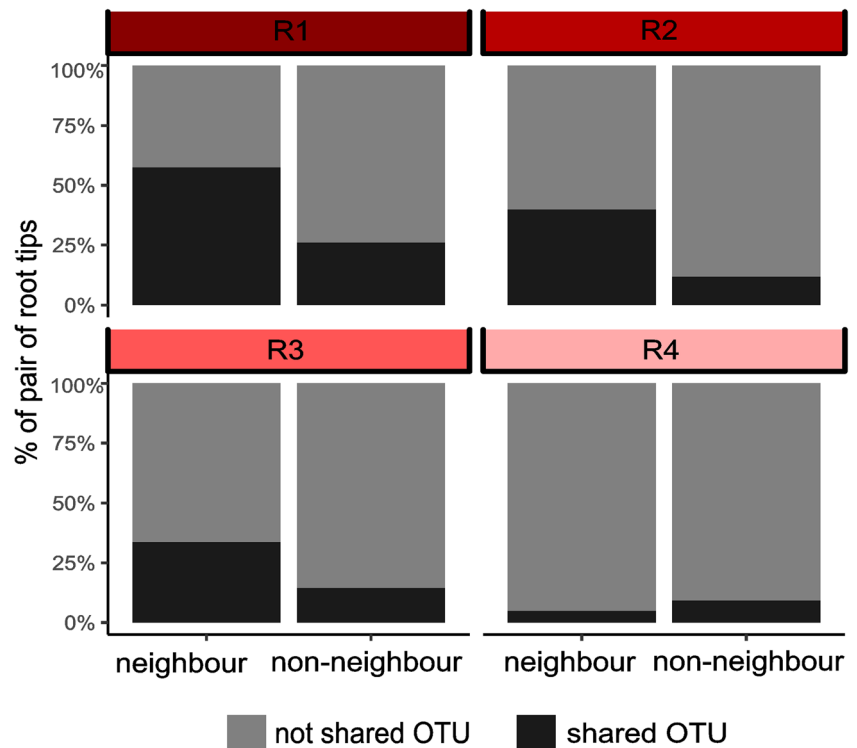 R1 R2
100%
75%
50%
25%
0%
% of pair of root tips
R3 R4
100%
75%
50%
25%
0%
neighbour non-neighbour neighbour non-neighbour
not shared OTU shared OTU